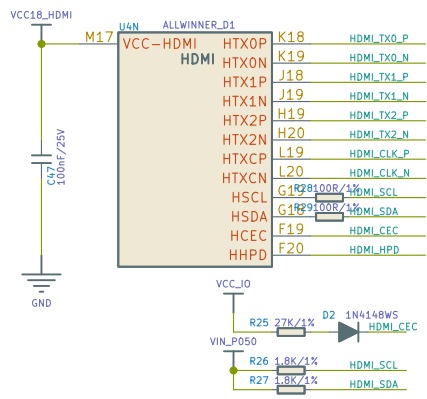 VCC18_HDMI
U4N ALLWINNER_D1
M17 VCC-HDMI HTX0P K18 HDMI_TX0_P
HDMI HTX0N K19 HDMI_TX0_N
HTX1P J18 HDMI_TX1_P
HTX1N J19 HDMI_TX1_N
HTX2P H19 HDMI_TX2_P
HTX2N H20 HDMI_TX2_N
HTXCP L19 HDMI_CLK_P
HTXCN L20 HDMI_CLK_N
HSCL G19 R28 100R/1% HDMI_SCL
HSDA G18 R29 100R/1% HDMI_SDA
HCEC F19 HDMI_CEC
HHPD F20 HDMI_HPD
C47
100nF/25V
GND
VCC_IO
R25 27K/1% D2 1N4148WS HDMI_CEC
VIN_P050
R26 1.8K/1% HDMI_SCL
R27 1.8K/1% HDMI_SDA